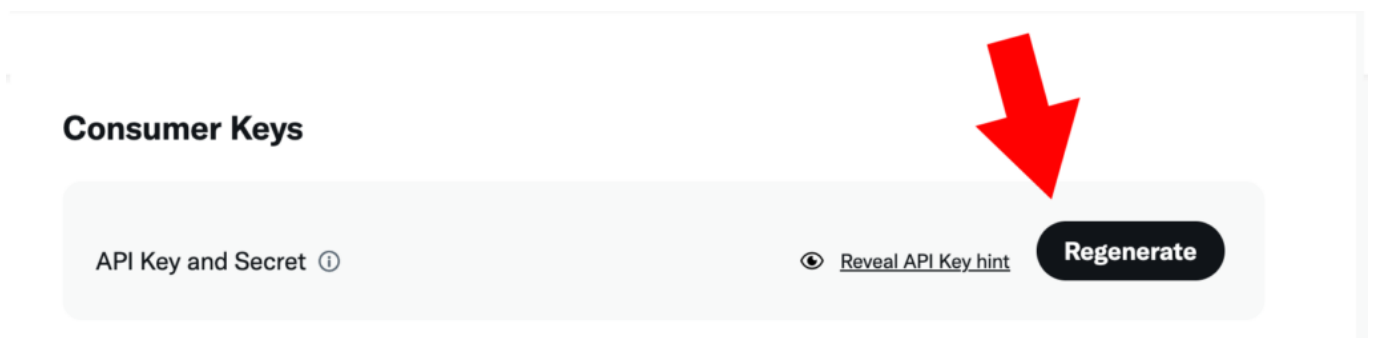 Consumer Keys
API Key and Secret
Reveal API Key hint
Regenerate